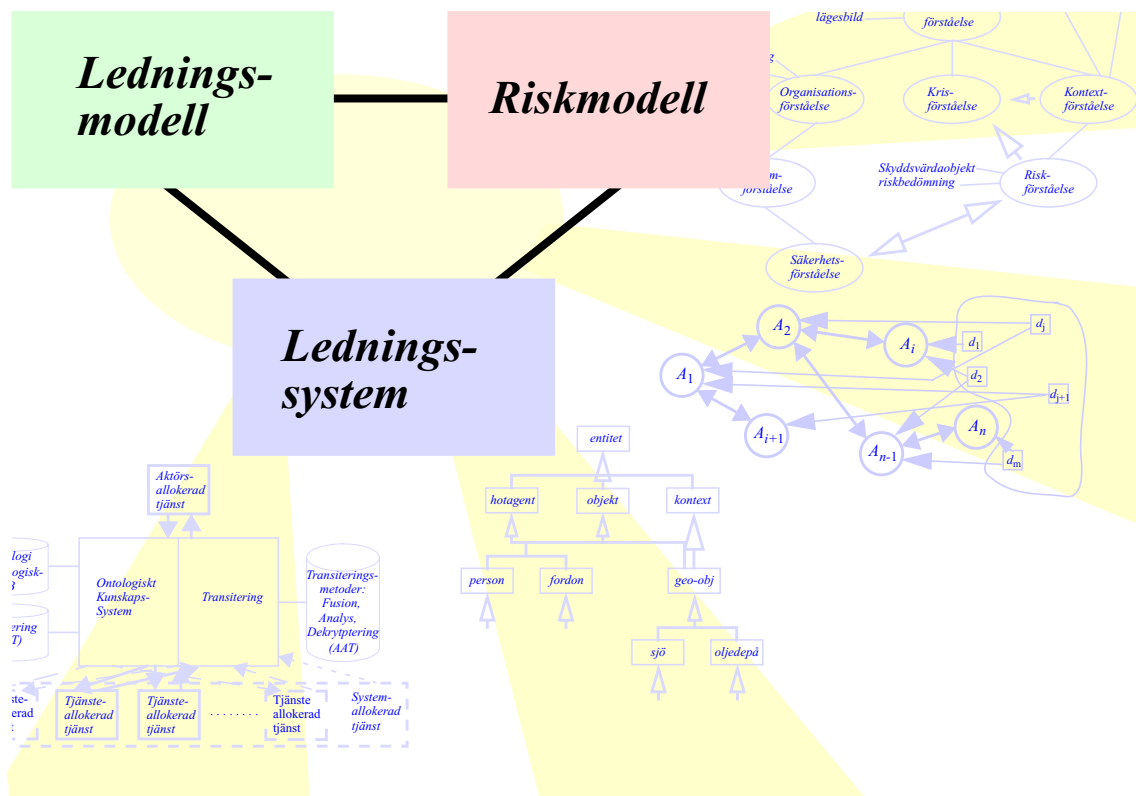 Lednings-
modell
Riskmodell
Lednings-
system
lägesbild
förståelse
Organisations-
förståelse
Kris-
förståelse
Kontext-
förståelse
förståelse
Skyddsvärdaobjekt
riskbedömning
Risk-
förståelse
Säkerhets-
förståelse
A1
A2
Ai
Ai+1
An-1
An
dj
d1
d2
dj+1
dm
entitet
hotagent
objekt
kontext
person
fordon
geo-obj
sjö
oljedepå
Aktörs-
allokerad
tjänst
Ontologiskt
Kunskaps-
System
Transitering
Transiterings-
metoder:
Fusion,
Analys,
Dekrytptering
(AAT)
Tjänste-
allokerad
tjänst
Tjänste-
allokerad
tjänst
. . . . . . . .
Tjänste
allokerad
tjänst
System-
allokerad
tjänst